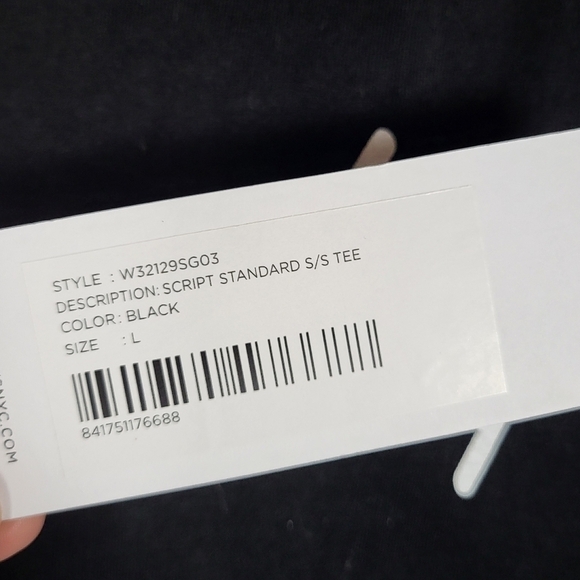 STYLE : W32129SG03
DESCRIPTION: SCRIPT STANDARD S/S TEE
COLOR: BLACK
SIZE : L
841751176688